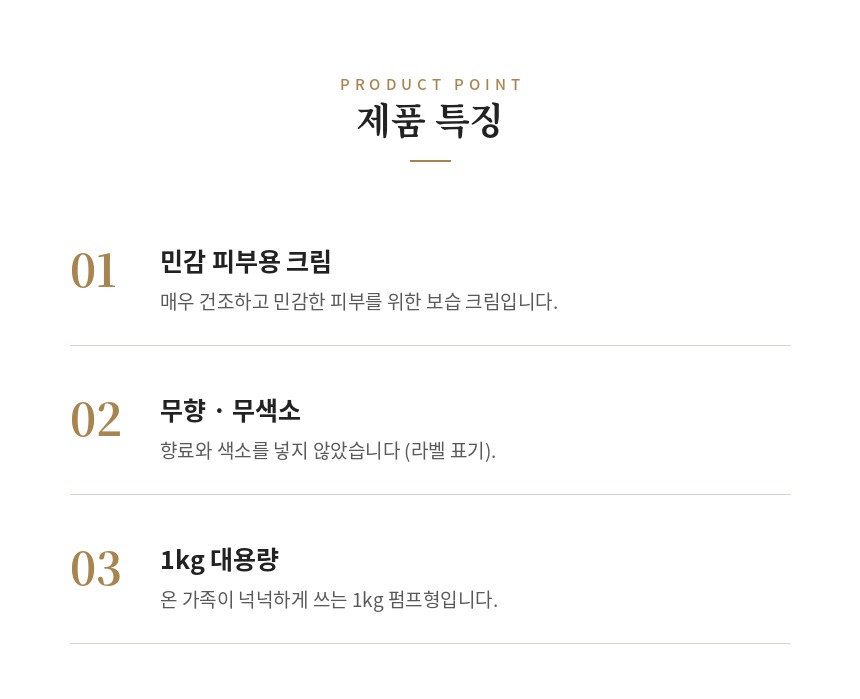 PRODUCT POINT
제품 특징
01
민감 피부용 크림
매우 건조하고 민감한 피부를 위한 보습 크림입니다.
02
무향 · 무색소
향료와 색소를 넣지 않았습니다 (라벨 표기).
03
1kg 대용량
온 가족이 넉넉하게 쓰는 1kg 펌프형입니다.